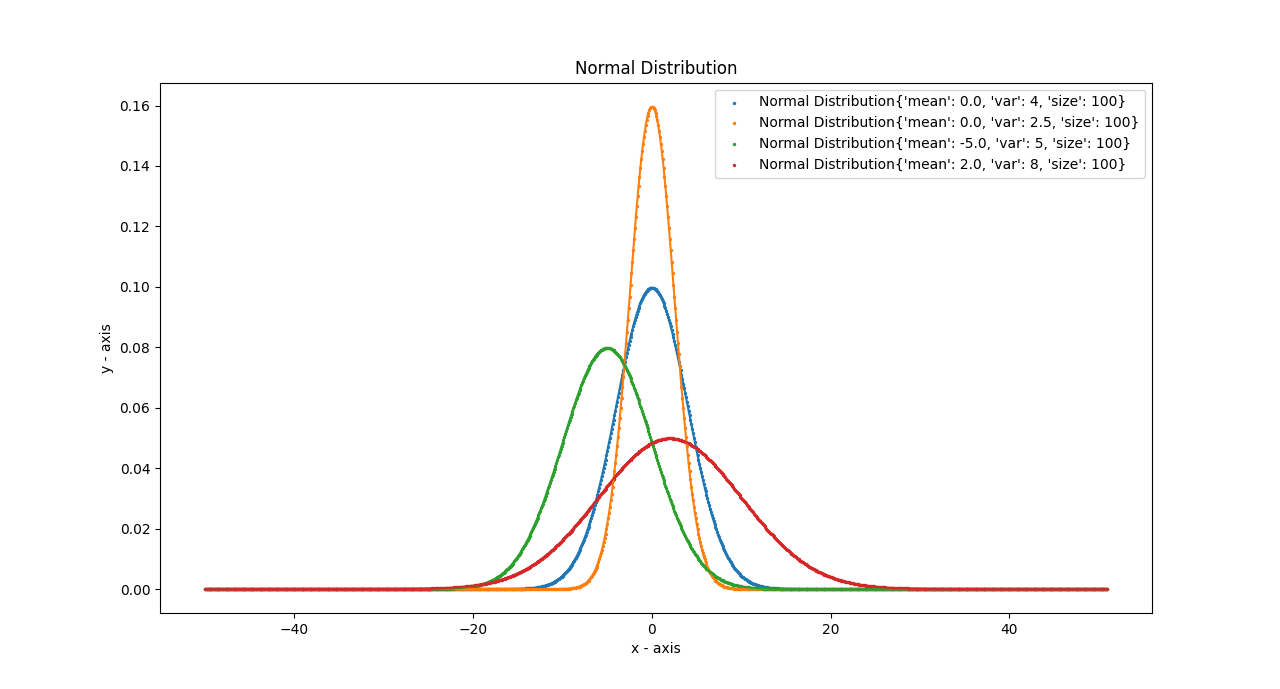 Normal Distribution
Normal Distribution{'mean': 0.0, 'var': 4, 'size': 100}
Normal Distribution{'mean': 0.0, 'var': 2.5, 'size': 100}
Normal Distribution{'mean': -5.0, 'var': 5, 'size': 100}
Normal Distribution{'mean': 2.0, 'var': 8, 'size': 100}
0.16
0.14
0.12
0.10
0.08
0.06
0.04
0.02
0.00
y - axis
−40 −20 0 20 40
x - axis